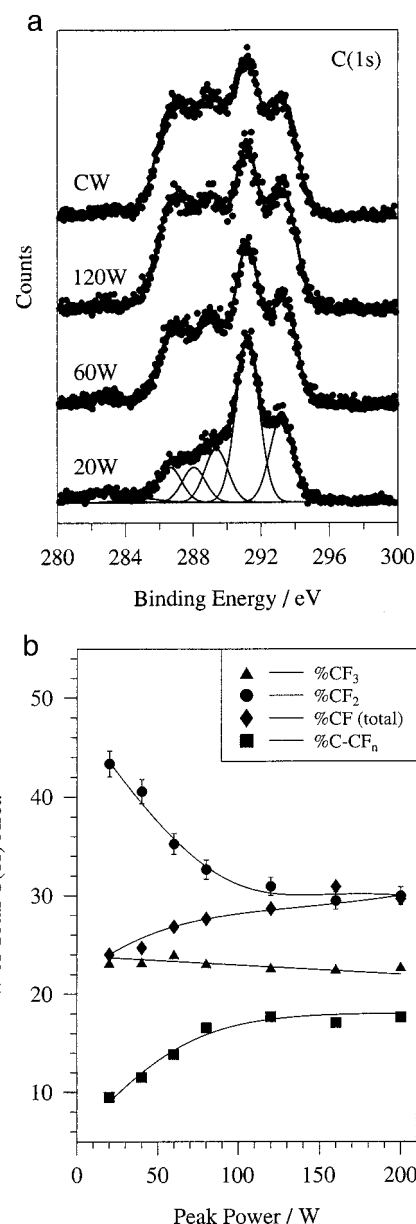 a
C(1s)
CW
120W
60W
20W
Counts
280 284 288 292 296 300
Binding Energy / eV
b
%CF₃
%CF₂
%CF (total)
%C-CFₙ
50
40
30
20
10
0 50 100 150 200
Peak Power / W